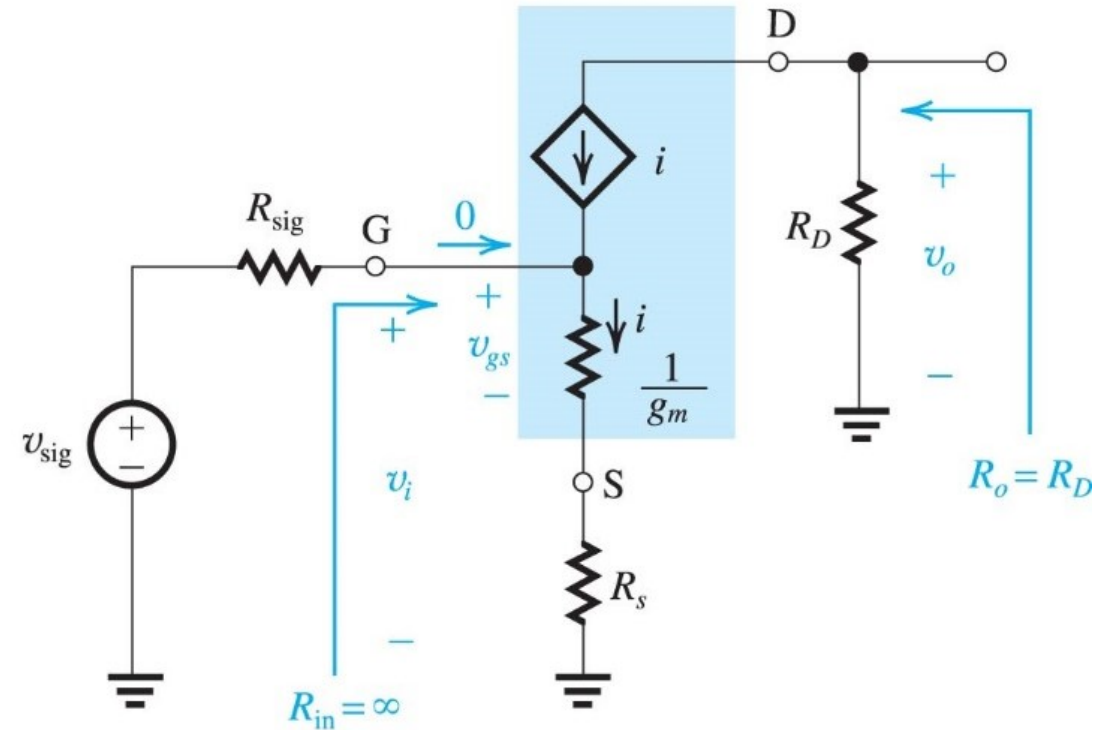 D
i
R_sig
G
0
+
v_gs
−
i
1
g_m
R_D
+
v_o
−
+
v_i
−
v_sig
+
−
S
R_s
R_o = R_D
R_in = ∞